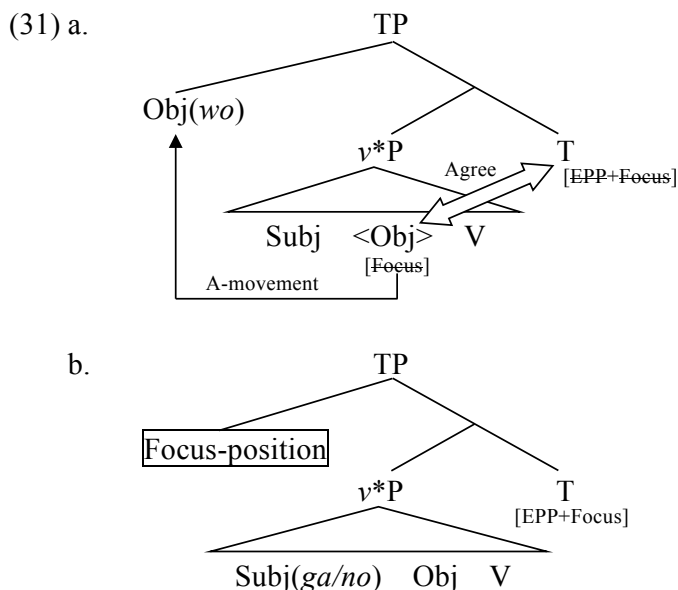 (31) a. TP
Obj(wo)
v*P T
Agree [EPP+Focus]
Subj <Obj> V
[Focus]
A-movement
b. TP
Focus-position
v*P T
[EPP+Focus]
Subj(ga/no) Obj V